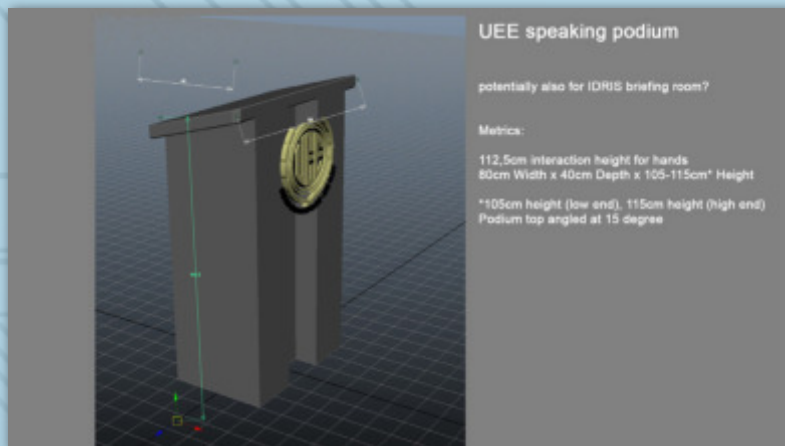 UEE speaking podium
potentially also for IDRIS briefing room?
Metrics:
112,5cm interaction height for hands
80cm Width x 40cm Depth x 105-115cm* Height
*105cm height (low end), 115cm height (high end)
Podium top angled at 15 degree